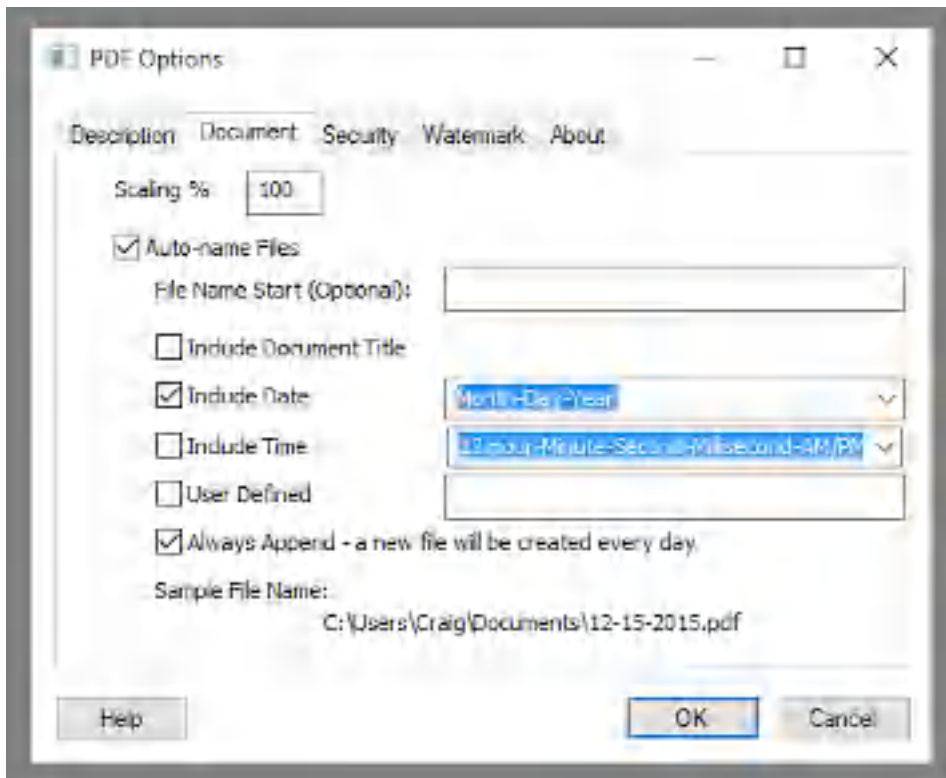 PDF Options
Description Document Security Watermark About
Scaling % 100
Auto-name Files
File Name Start (Optional):
Include Document Title
Include Date Month-Day-Year
Include Time 12 Hour-Minute-Second-Millisecond-AM/PM
User Defined
Always Append - a new file will be created every day.
Sample File Name:
C:\Users\Craig\Documents\12-15-2015.pdf
Help OK Cancel